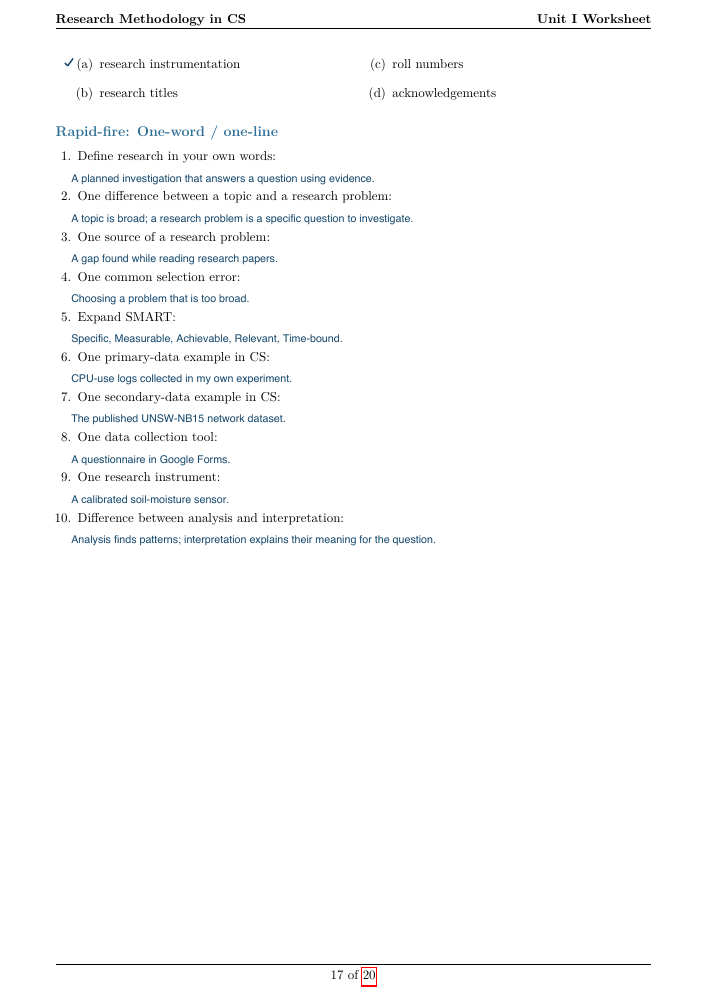 Research Methodology in CS Unit I Worksheet
✓ (a) research instrumentation (c) roll numbers
(b) research titles (d) acknowledgements
Rapid-fire: One-word / one-line
1. Define research in your own words:
A planned investigation that answers a question using evidence.
2. One difference between a topic and a research problem:
A topic is broad; a research problem is a specific question to investigate.
3. One source of a research problem:
A gap found while reading research papers.
4. One common selection error:
Choosing a problem that is too broad.
5. Expand SMART:
Specific, Measurable, Achievable, Relevant, Time-bound.
6. One primary-data example in CS:
CPU-use logs collected in my own experiment.
7. One secondary-data example in CS:
The published UNSW-NB15 network dataset.
8. One data collection tool:
A questionnaire in Google Forms.
9. One research instrument:
A calibrated soil-moisture sensor.
10. Difference between analysis and interpretation:
Analysis finds patterns; interpretation explains their meaning for the question.
17 of 20